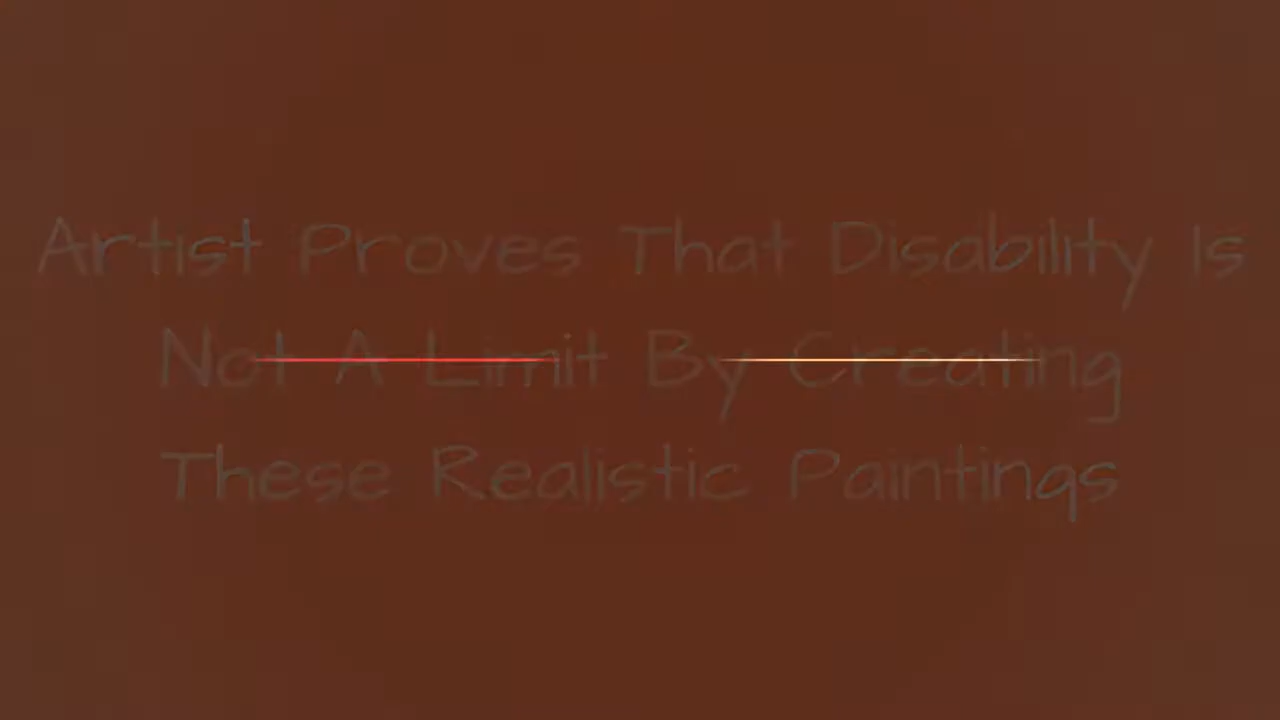 Artist Proves That Disability Is
Not A Limit By Creating
These Realistic Paintings